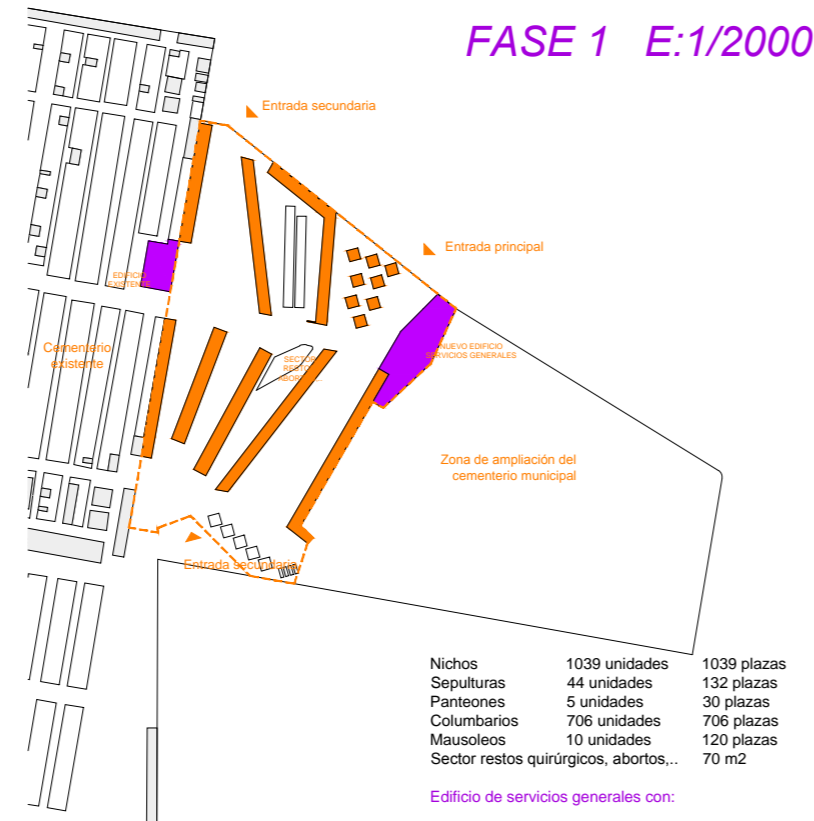 FASE 1 E:1/2000
Entrada secundaria
Entrada principal
EDIFICIO
EXISTENTE
Cementerio
existente
NUEVO EDIFICIO
SERVICIOS GENERALES
SECTOR
Zona de ampliación del
cementerio municipal
Entrada secundaria
Nichos 1039 unidades 1039 plazas
Sepulturas 44 unidades 132 plazas
Panteones 5 unidades 30 plazas
Columbarios 706 unidades 706 plazas
Mausoleos 10 unidades 120 plazas
Sector restos quirúrgicos, abortos,.. 70 m2
Edificio de servicios generales con: